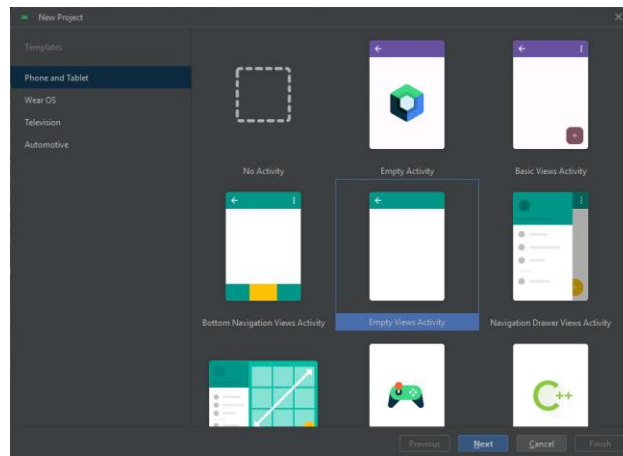 New Project
Templates
Phone and Tablet
Wear OS
Television
Automotive
No Activity
Empty Activity
Basic Views Activity
Bottom Navigation Views Activity
Empty Views Activity
Navigation Drawer Views Activity
C++
Previous
Next
Cancel
Finish